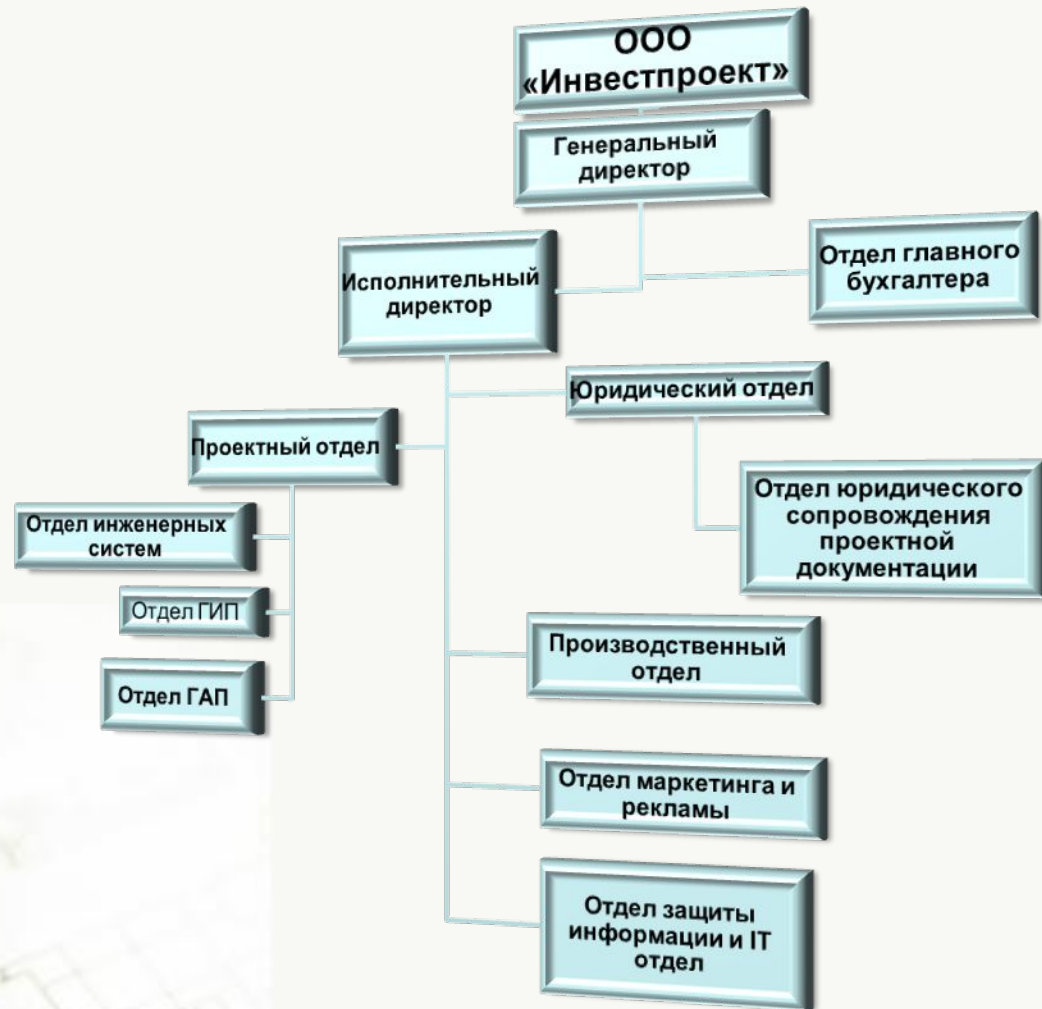 ООО
«Инвестпроект»
Генеральный
директор
Исполнительный
директор
Отдел главного
бухгалтера
Юридический отдел
Проектный отдел
Отдел юридического
сопровождения
проектной
документации
Отдел инженерных
систем
Отдел ГИП
Отдел ГАП
Производственный
отдел
Отдел маркетинга и
рекламы
Отдел защиты
информации и IT
отдел